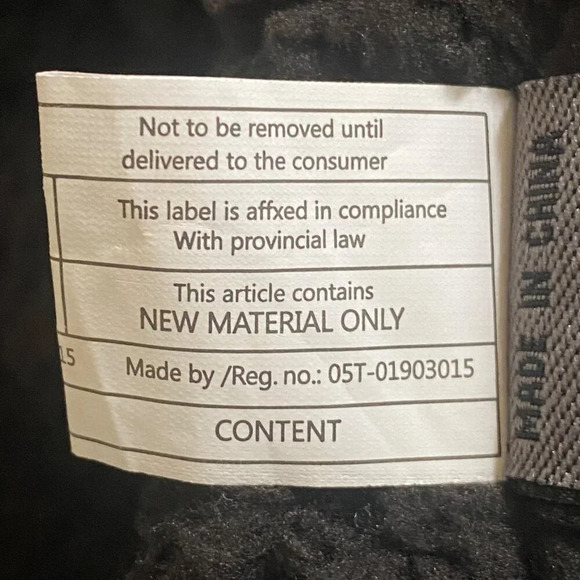 Not to be removed until
delivered to the consumer
This label is affxed in compliance
With provincial law
This article contains
NEW MATERIAL ONLY
Made by /Reg. no.: 05T-01903015
CONTENT
MADE IN CHINA